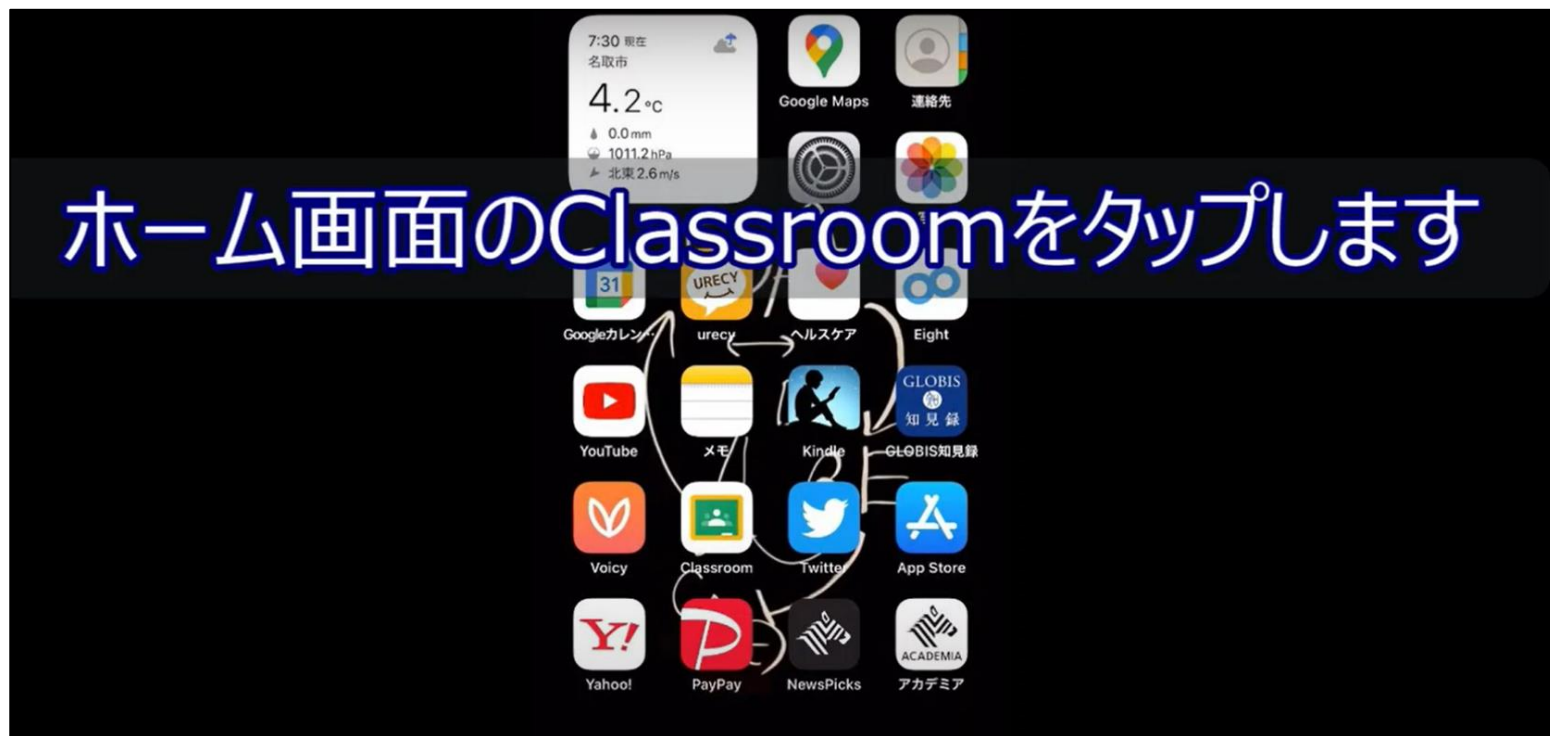 7:30 現在
名取市
4.2℃
0.0mm
1011.2hPa
北東2.6m/s
Google Maps
連絡先
ホーム画面のClassroomをタップします
31
URECY
Googleカレン…
urecy
ヘルスケア
Eight
GLOBIS
知見録
YouTube
メモ
Kindle
GLOBIS知見録
Voicy
Classroom
Twitter
App Store
Y!
P
ACADEMIA
Yahoo!
PayPay
NewsPicks
アカデミア